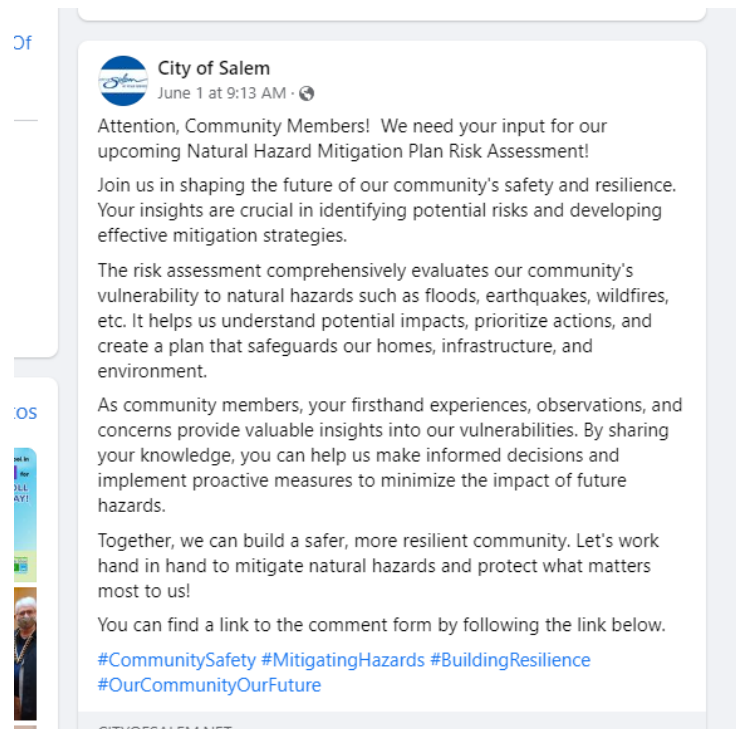 Of
City of Salem
June 1 at 9:13 AM ·
Attention, Community Members!  We need your input for our
upcoming Natural Hazard Mitigation Plan Risk Assessment!
Join us in shaping the future of our community's safety and resilience.
Your insights are crucial in identifying potential risks and developing
effective mitigation strategies.
The risk assessment comprehensively evaluates our community's
vulnerability to natural hazards such as floods, earthquakes, wildfires,
etc. It helps us understand potential impacts, prioritize actions, and
create a plan that safeguards our homes, infrastructure, and
environment.
As community members, your firsthand experiences, observations, and
concerns provide valuable insights into our vulnerabilities. By sharing
your knowledge, you can help us make informed decisions and
implement proactive measures to minimize the impact of future
hazards.
Together, we can build a safer, more resilient community. Let's work
hand in hand to mitigate natural hazards and protect what matters
most to us!
You can find a link to the comment form by following the link below.
#CommunitySafety #MitigatingHazards #BuildingResilience
#OurCommunityOurFuture
CITYOFSALEM.NET
tos
for